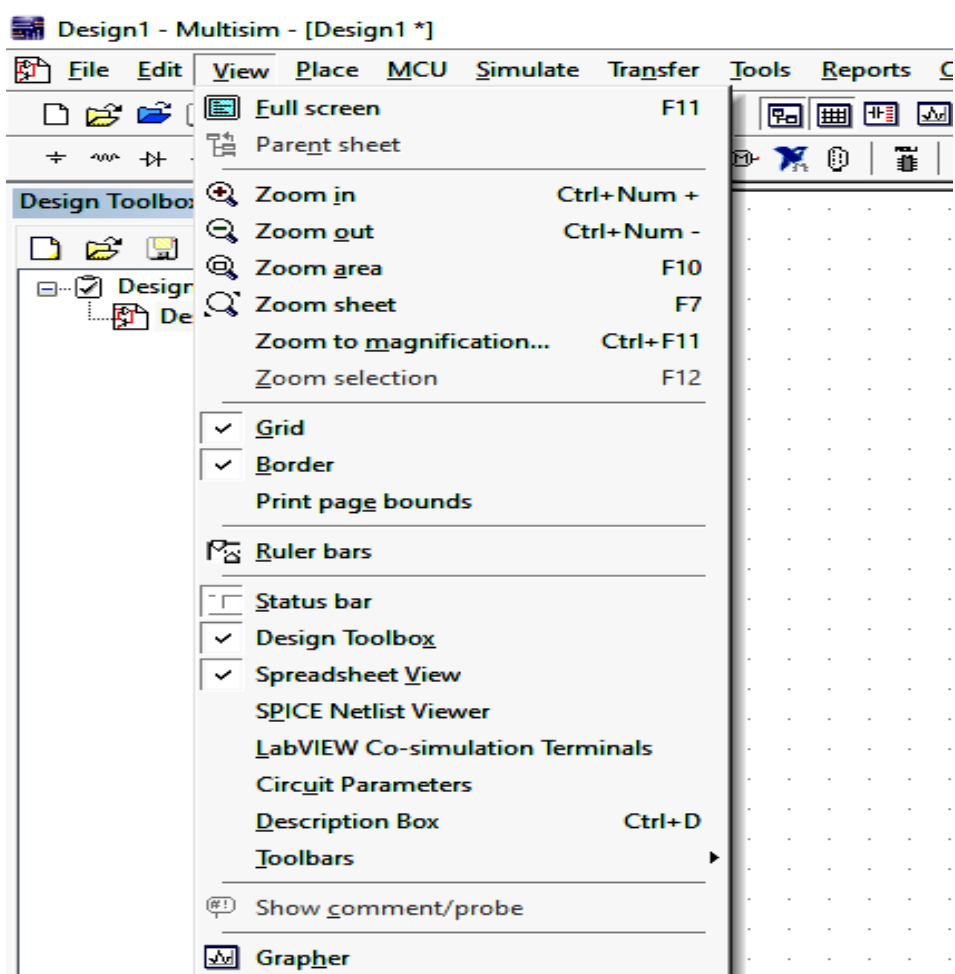 Design1 - Multisim - [Design1 *]
File Edit View Place MCU Simulate Transfer Tools Reports
Full screen F11
Parent sheet
Design Toolbox
Zoom in Ctrl+Num +
Zoom out Ctrl+Num -
Zoom area F10
Zoom sheet F7
Zoom to magnification... Ctrl+F11
Zoom selection F12
Grid
Border
Print page bounds
Ruler bars
Status bar
Design Toolbox
Spreadsheet View
SPICE Netlist Viewer
LabVIEW Co-simulation Terminals
Circuit Parameters
Description Box Ctrl+D
Toolbars
Show comment/probe
Grapher